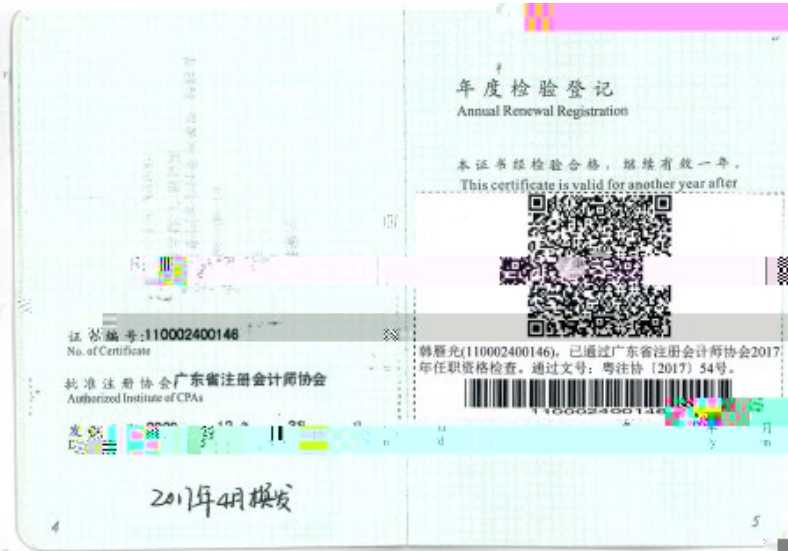 证书编号:110002400146
No. of Certificate
批准注册协会广东省注册会计师协会
Authorized Institute of CPAs
2017年4月换发
4
年度检验登记
Annual Renewal Registration
本证书经检验合格,继续有效一年。
This certificate is valid for another year after
韩雁光(110002400146),已通过广东省注册会计师协会2017
年任职资格检查。通过文号:粤注协〔2017〕54号。
110002400146
年 月
y m
5